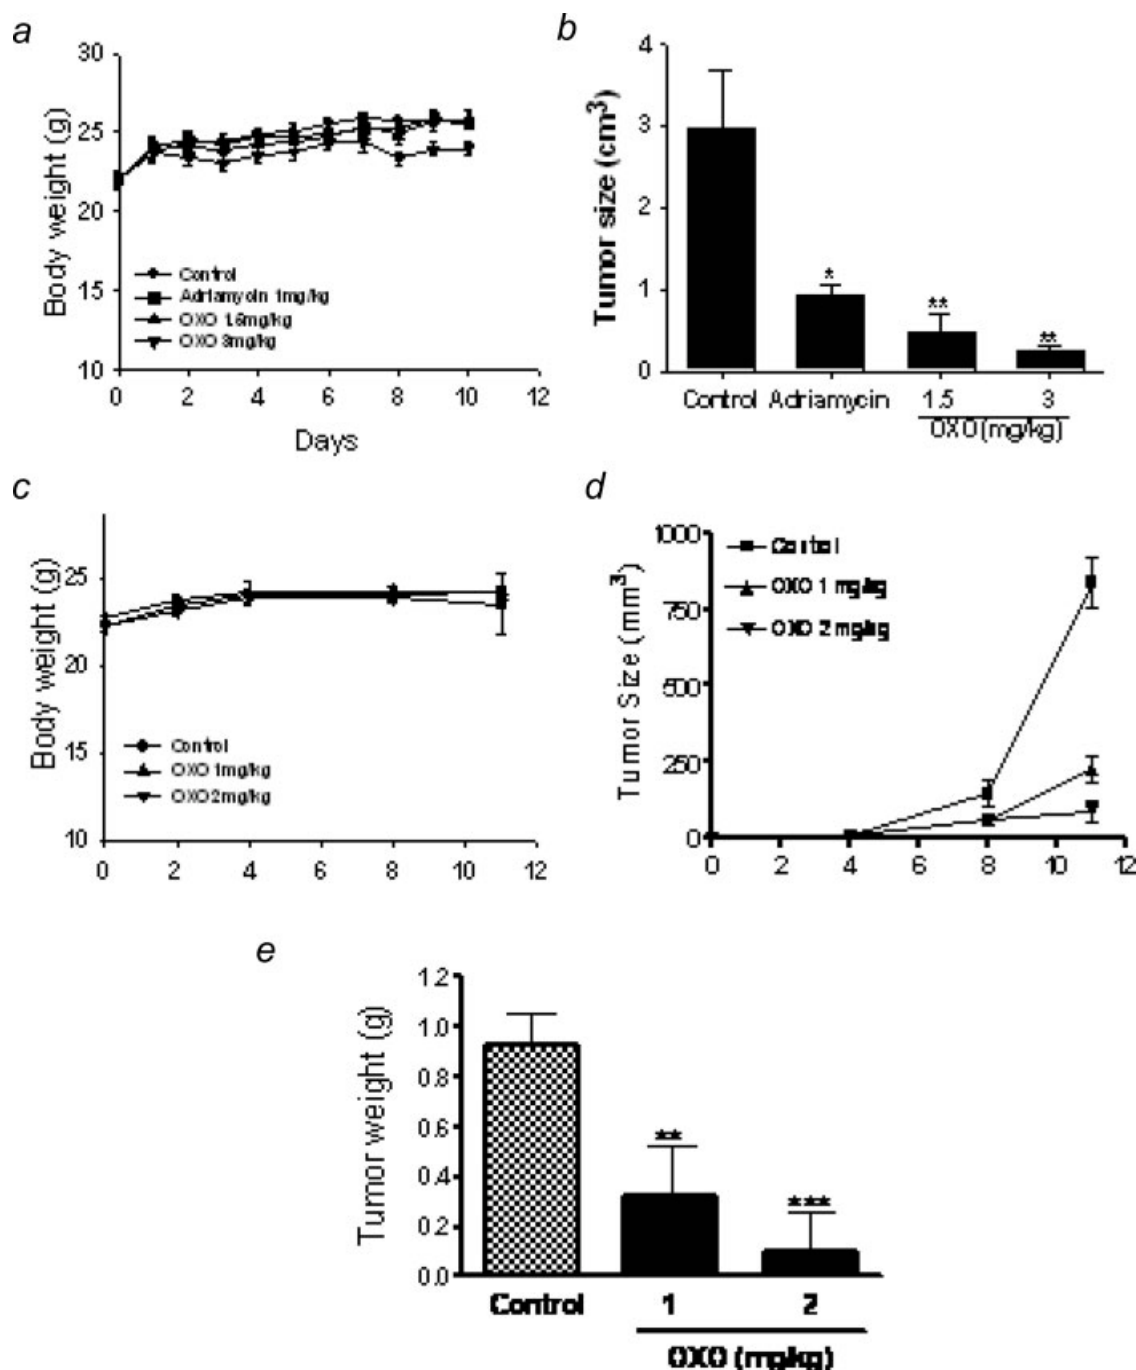 a
30
25
20
15
10
Body weight (g)
Control
Adriamycin 1mg/kg
OXO 1.5mg/kg
OXO 3mg/kg
0 2 4 6 8 10 12
Days
b
4
3
2
1
0
Tumor size (cm3)
*
**
**
Control Adriamycin 1.5 3
OXO (mg/kg)
c
25
20
15
10
Body weight (g)
Control
OXO 1mg/kg
OXO 2mg/kg
0 2 4 6 8 10 12
d
1000
750
500
250
0
Tumor Size (mm3)
Control
OXO 1 mg/kg
OXO 2 mg/kg
0 2 4 6 8 10 12
e
1.2
1.0
0.8
0.6
0.4
0.2
0.0
Tumor weight (g)
**
***
Control 1 2
OXO (mg/kg)